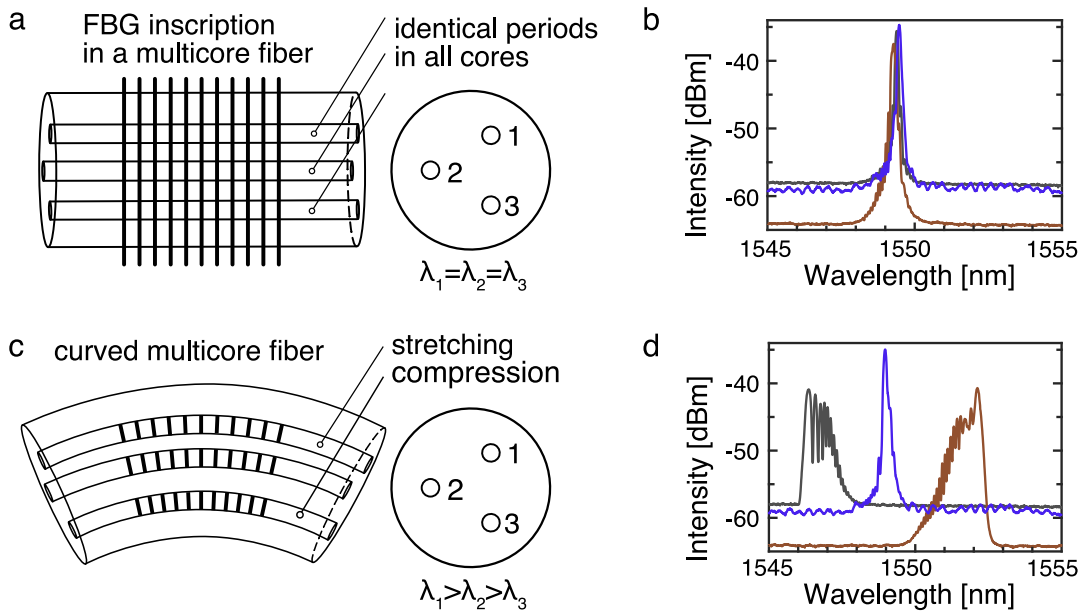 a
FBG inscription
in a multicore fiber
identical periods
in all cores
1
2
3
λ1=λ2=λ3
b
Intensity [dBm]
-40
-50
-60
1545
1550
1555
Wavelength [nm]
c
curved multicore fiber
stretching
compression
1
2
3
λ1>λ2>λ3
d
Intensity [dBm]
-40
-50
-60
1545
1550
1555
Wavelength [nm]